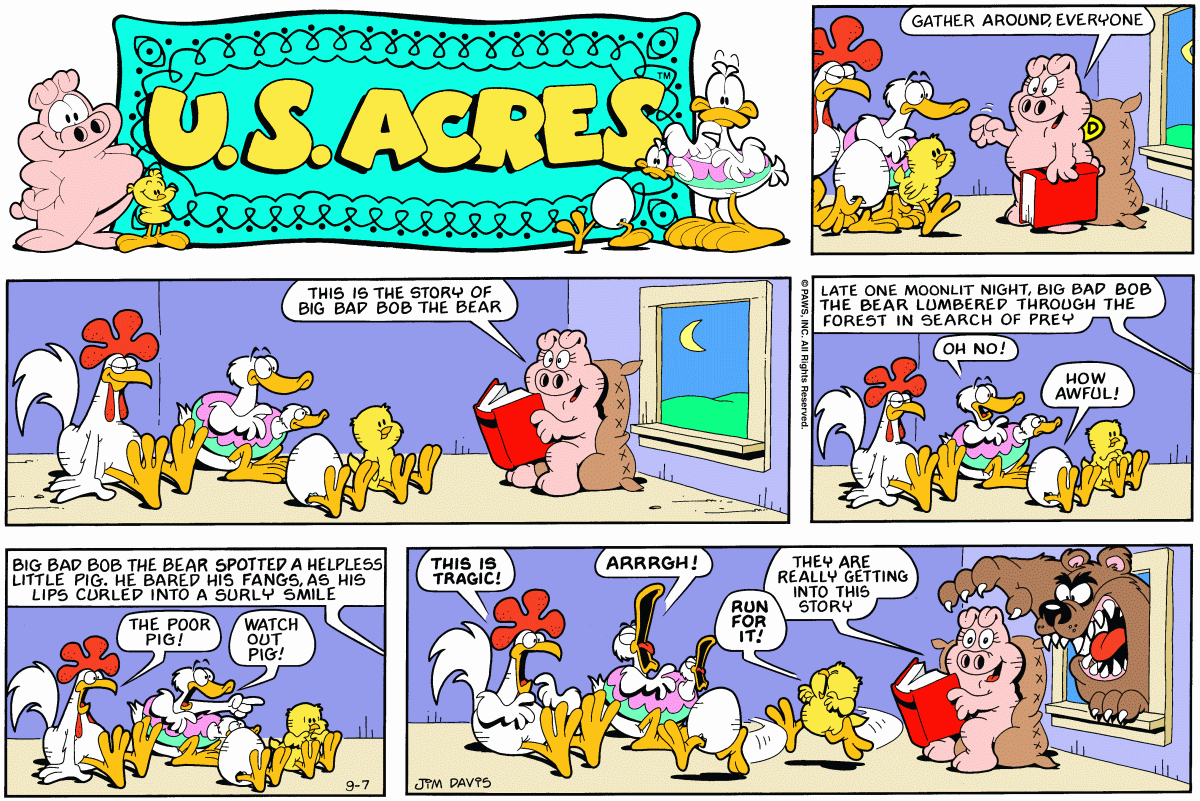 U.S. ACRES
™
GATHER AROUND, EVERYONE
D
THIS IS THE STORY OF
BIG BAD BOB THE BEAR
© PAWS, INC. All Rights Reserved.
LATE ONE MOONLIT NIGHT, BIG BAD BOB
THE BEAR LUMBERED THROUGH THE
FOREST IN SEARCH OF PREY
OH NO!
HOW
AWFUL!
BIG BAD BOB THE BEAR SPOTTED A HELPLESS
LITTLE PIG. HE BARED HIS FANGS, AS HIS
LIPS CURLED INTO A SURLY SMILE
THE POOR
PIG!
WATCH
OUT
PIG!
9-7
THIS IS
TRAGIC!
ARRRGH!
RUN
FOR
IT!
THEY ARE
REALLY GETTING
INTO THIS
STORY
JIM DAVIS